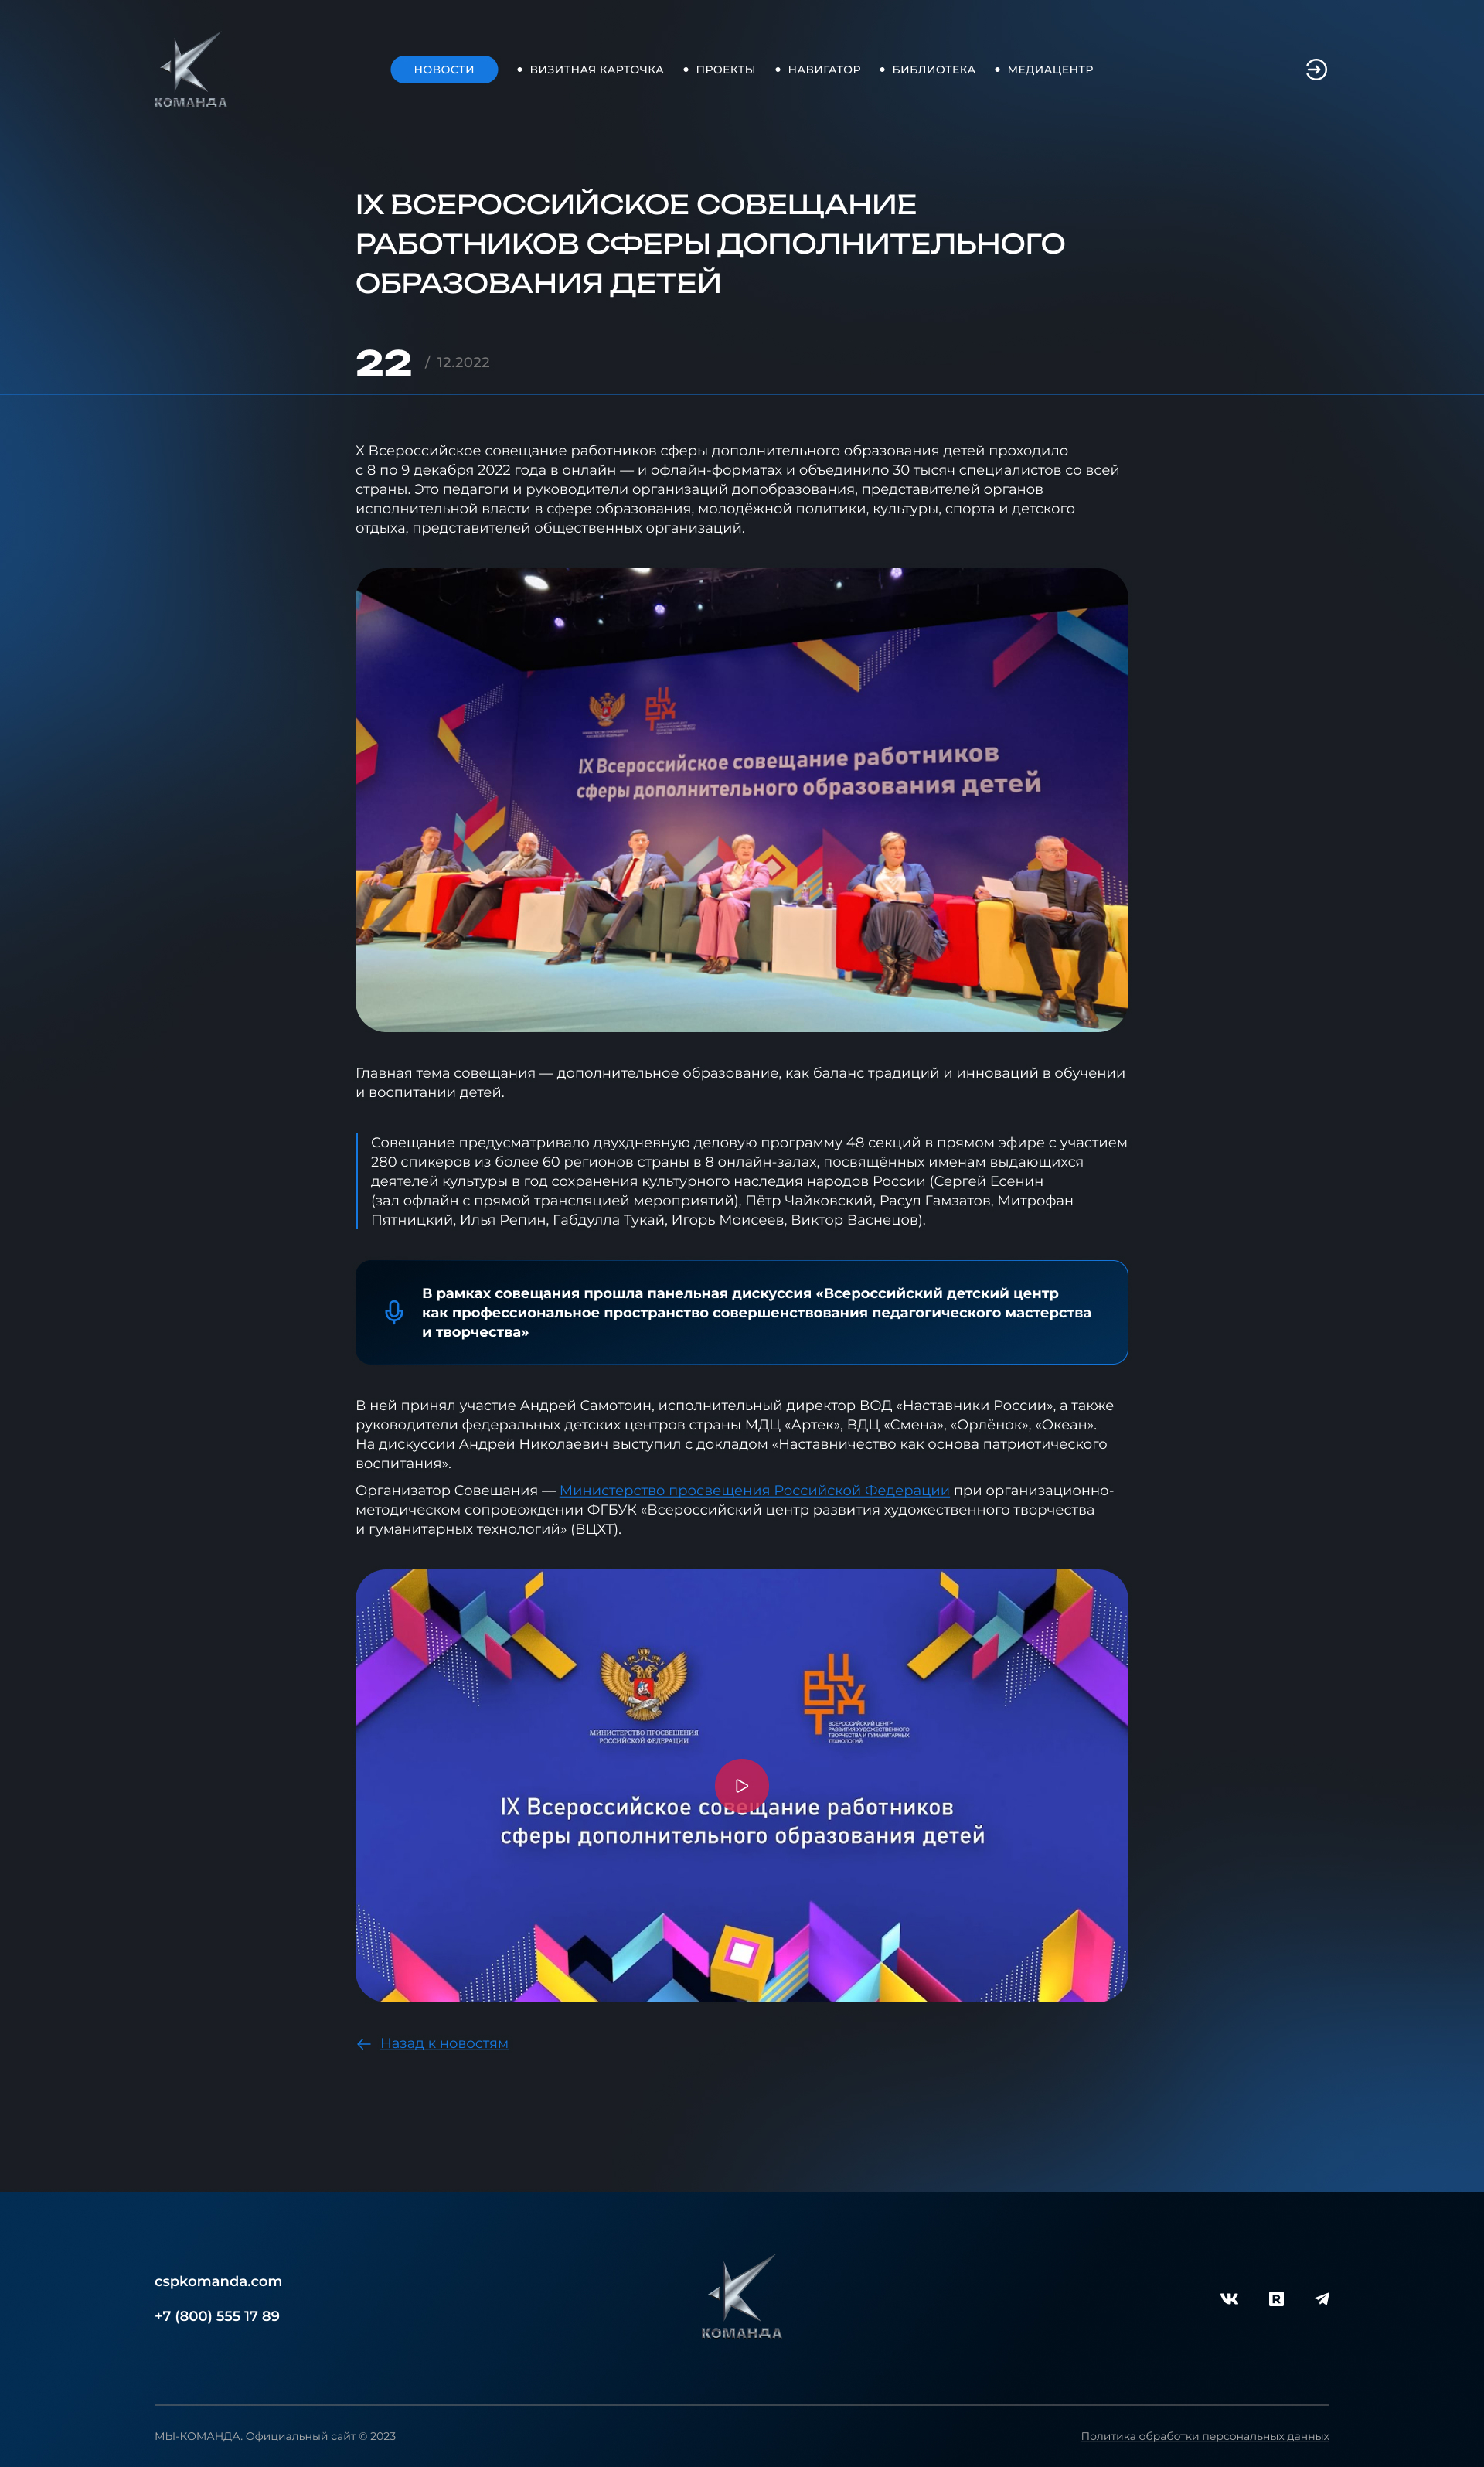 КОМАНДА
НОВОСТИ
ВИЗИТНАЯ КАРТОЧКА
ПРОЕКТЫ
НАВИГАТОР
БИБЛИОТЕКА
МЕДИАЦЕНТР
IX ВСЕРОССИЙСКОЕ СОВЕЩАНИЕ
РАБОТНИКОВ СФЕРЫ ДОПОЛНИТЕЛЬНОГО
ОБРАЗОВАНИЯ ДЕТЕЙ
22 / 12.2022
X Всероссийское совещание работников сферы дополнительного образования детей проходило
с 8 по 9 декабря 2022 года в онлайн — и офлайн-форматах и объединило 30 тысяч специалистов со всей
страны. Это педагоги и руководители организаций допобразования, представителей органов
исполнительной власти в сфере образования, молодёжной политики, культуры, спорта и детского
отдыха, представителей общественных организаций.
IX Всероссийское совещание работников
сферы дополнительного образования детей
Главная тема совещания — дополнительное образование, как баланс традиций и инноваций в обучении
и воспитании детей.
Совещание предусматривало двухдневную деловую программу 48 секций в прямом эфире с участием
280 спикеров из более 60 регионов страны в 8 онлайн-залах, посвящённых именам выдающихся
деятелей культуры в год сохранения культурного наследия народов России (Сергей Есенин
(зал офлайн с прямой трансляцией мероприятий), Пётр Чайковский, Расул Гамзатов, Митрофан
Пятницкий, Илья Репин, Габдулла Тукай, Игорь Моисеев, Виктор Васнецов).
В рамках совещания прошла панельная дискуссия «Всероссийский детский центр
как профессиональное пространство совершенствования педагогического мастерства
и творчества»
В ней принял участие Андрей Самотоин, исполнительный директор ВОД «Наставники России», а также
руководители федеральных детских центров страны МДЦ «Артек», ВДЦ «Смена», «Орлёнок», «Океан».
На дискуссии Андрей Николаевич выступил с докладом «Наставничество как основа патриотического
воспитания».
Организатор Совещания — Министерство просвещения Российской Федерации при организационно-
методическом сопровождении ФГБУК «Всероссийский центр развития художественного творчества
и гуманитарных технологий» (ВЦХТ).
МИНИСТЕРСТВО ПРОСВЕЩЕНИЯ
РОССИЙСКОЙ ФЕДЕРАЦИИ
ВЦХТ
ВСЕРОССИЙСКИЙ ЦЕНТР
РАЗВИТИЯ ХУДОЖЕСТВЕННОГО
ТВОРЧЕСТВА И ГУМАНИТАРНЫХ
ТЕХНОЛОГИЙ
IX Всероссийское совещание работников
сферы дополнительного образования детей
Назад к новостям
cspkomanda.com
+7 (800) 555 17 89
КОМАНДА
МЫ-КОМАНДА. Официальный сайт © 2023
Политика обработки персональных данных